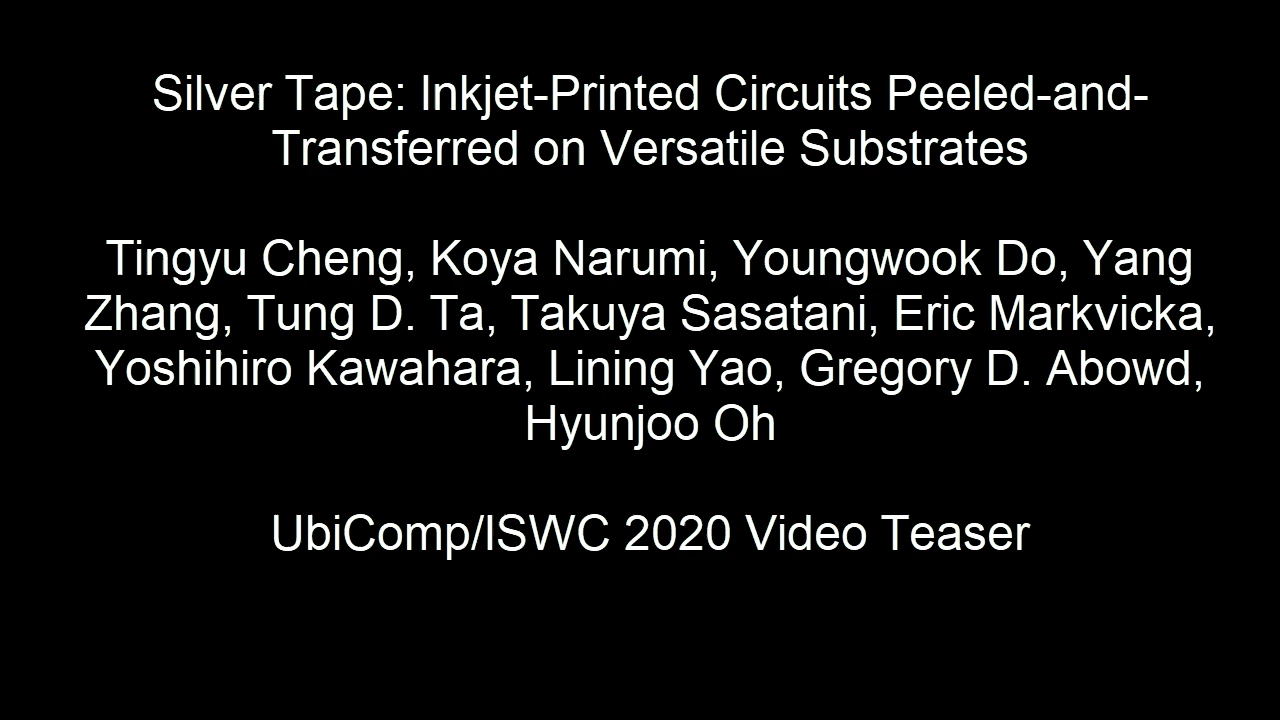 Silver Tape: Inkjet-Printed Circuits Peeled-and-
Transferred on Versatile Substrates
Tingyu Cheng, Koya Narumi, Youngwook Do, Yang
Zhang, Tung D. Ta, Takuya Sasatani, Eric Markvicka,
Yoshihiro Kawahara, Lining Yao, Gregory D. Abowd,
Hyunjoo Oh
UbiComp/ISWC 2020 Video Teaser